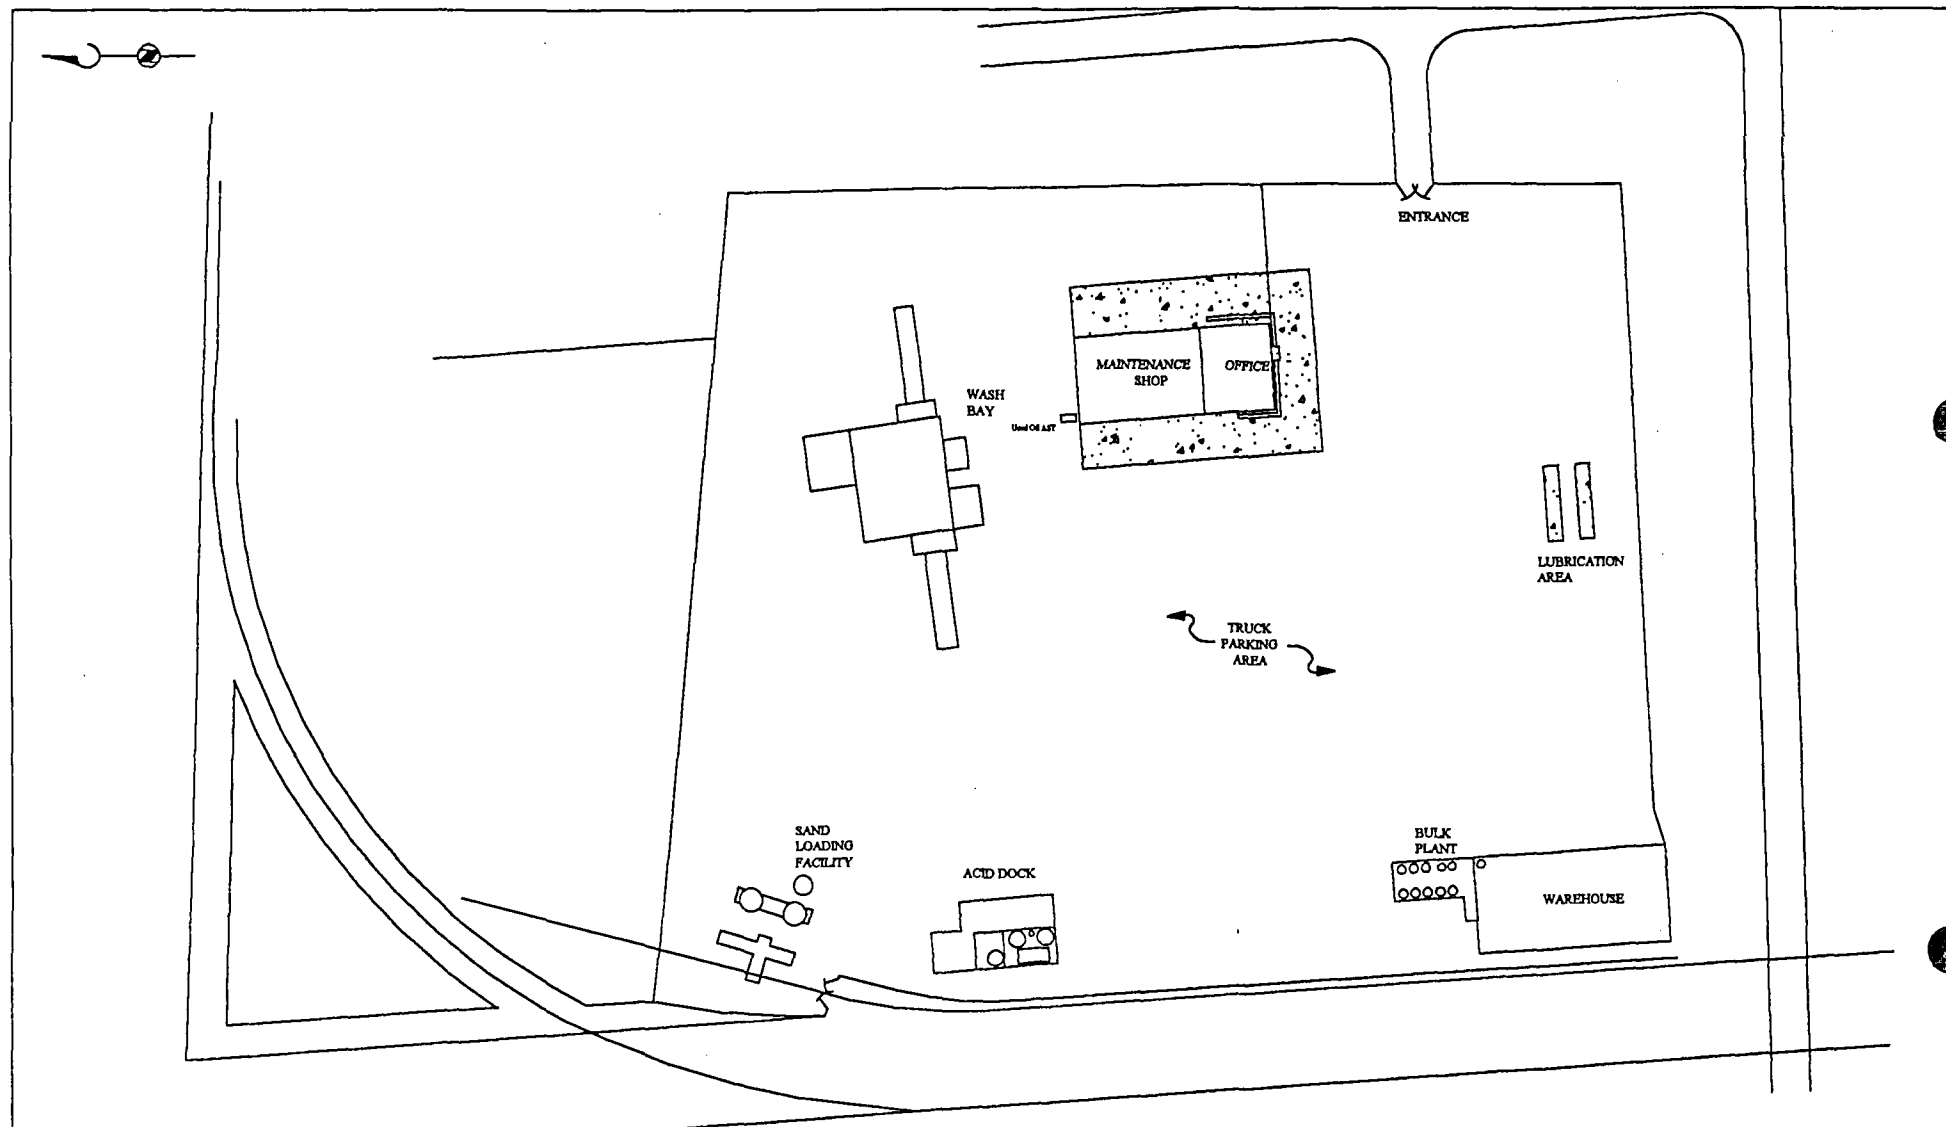 ENTRANCE
MAINTENANCE
SHOP
OFFICE
WASH
BAY
Used Oil AST
LUBRICATION
AREA
TRUCK
PARKING
AREA
SAND
LOADING
FACILITY
ACID DOCK
BULK
PLANT
WAREHOUSE